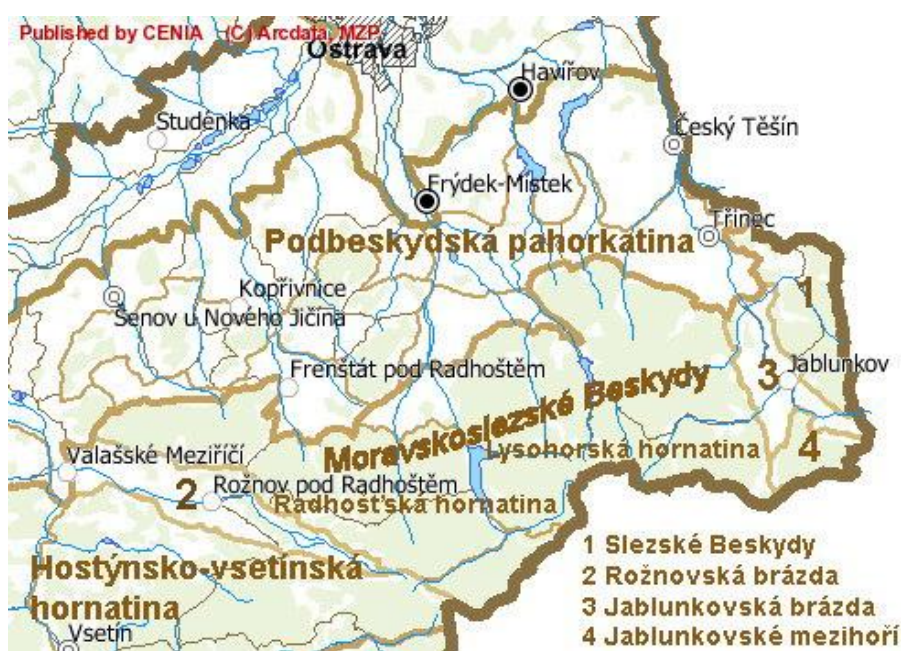 Published by CENIA (C) Arcdata, MZP
Ostrava
Havířov
Studénka
Český Těšín
Frýdek-Místek
Třinec
Podbeskydská pahorkatina
1
Kopřivnice
Šenov u Nového Jičína
Frenštát pod Radhoštěm
3 Jablunkov
Moravskoslezské Beskydy
Lysohorská hornatina
4
Valašské Meziříčí
2 Rožnov pod Radhoštěm
Radhošťská hornatina
Hostýnsko-vsetínská
hornatina
Vsetín
1 Slezské Beskydy
2 Rožnovská brázda
3 Jablunkovská brázda
4 Jablunkovské mezihoří